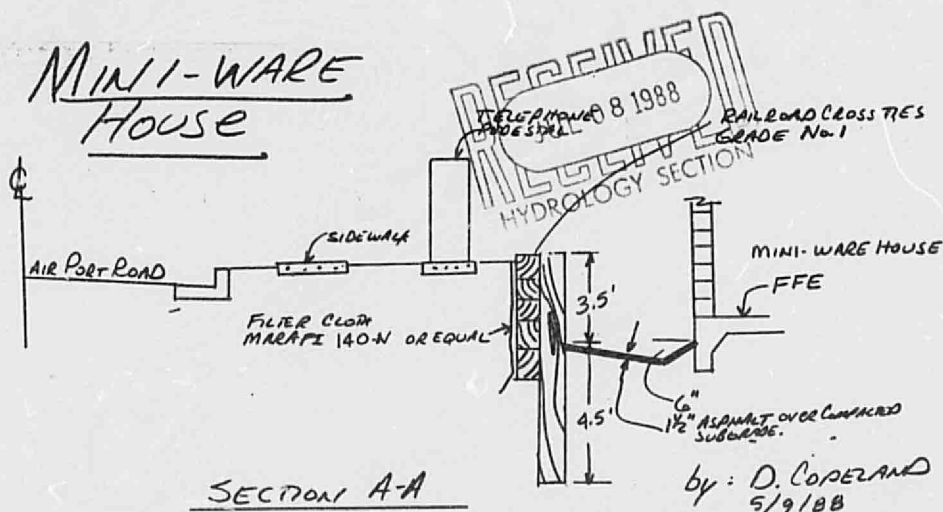 MINI-WARE
HOUSE
RECEIVED
08 1988
HYDROLOGY SECTION
TELEPHONE
PEDESTAL
RAILROAD CROSS TIES
GRADE No. 1
℄
SIDEWALK
AIR PORT ROAD
MINI-WARE HOUSE
FFE
3.5'
FILTER CLOTH
MARAFI 140-N OR EQUAL
6"
1½" ASPHALT OVER COMPACTED
SUBGRADE.
4.5'
SECTION A-A
by: D. COPELAND
5/9/88